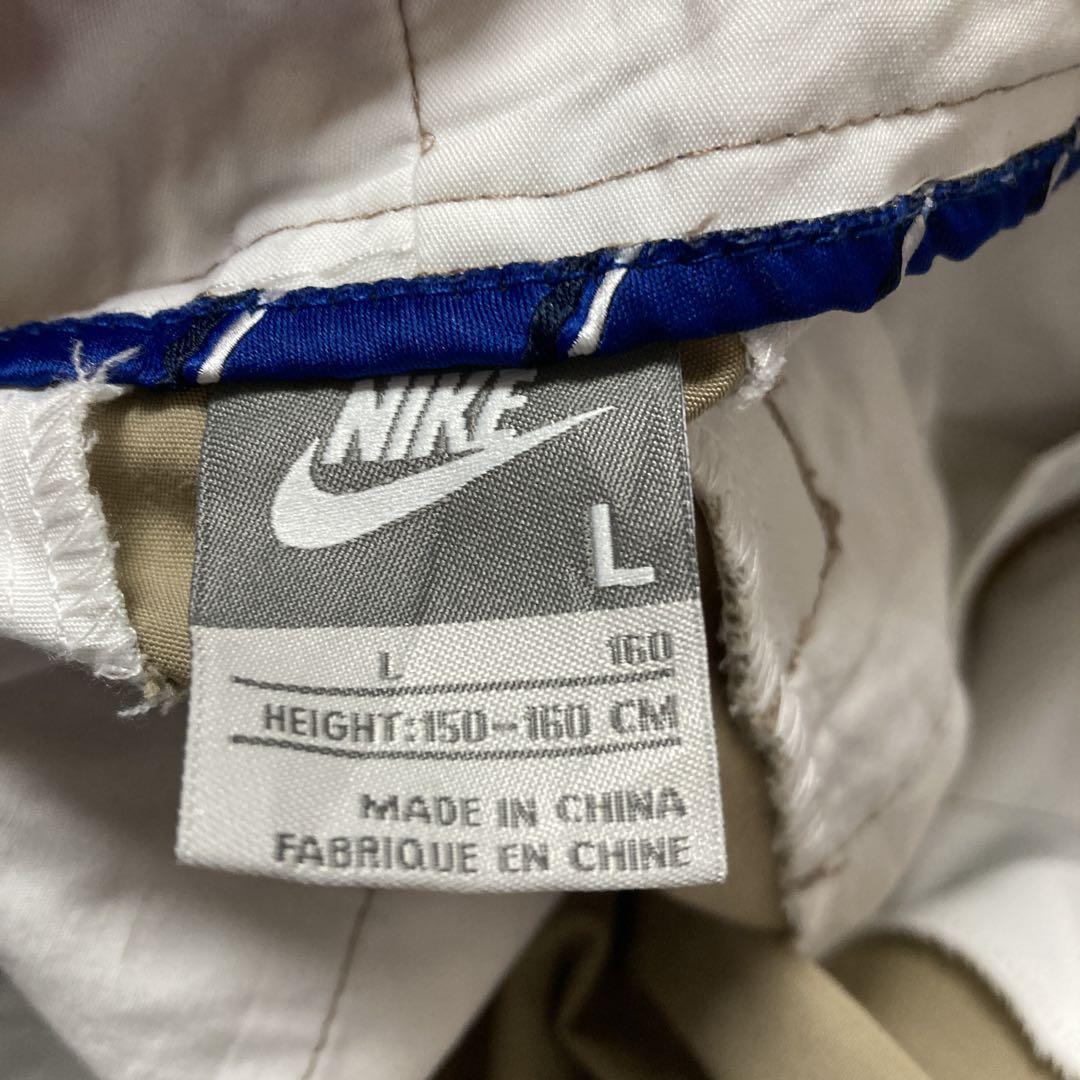 NIKE
L
L 160
HEIGHT:150-160 CM
MADE IN CHINA
FABRIQUE EN CHINE